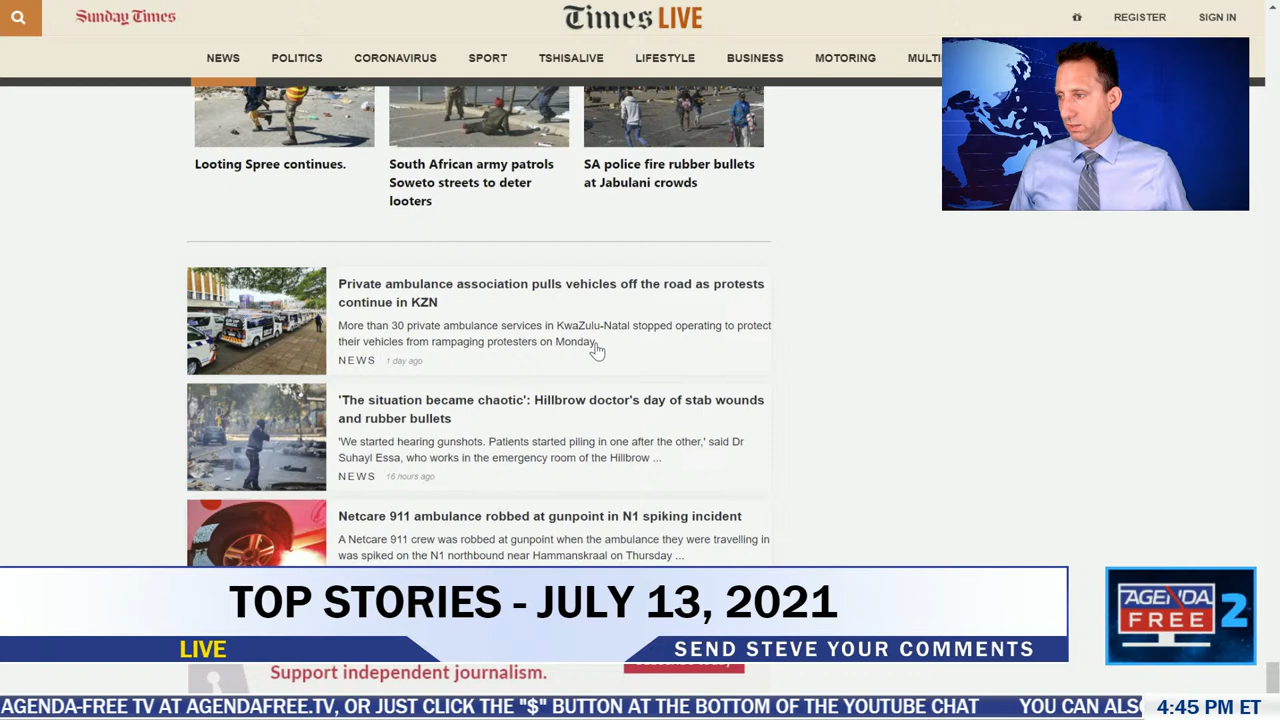 Sunday Times
Times LIVE
REGISTER
SIGN IN
NEWS
POLITICS
CORONAVIRUS
SPORT
TSHISALIVE
LIFESTYLE
BUSINESS
MOTORING
MULTI
Looting Spree continues.
South African army patrols
Soweto streets to deter
looters
SA police fire rubber bullets
at Jabulani crowds
Private ambulance association pulls vehicles off the road as protests
continue in KZN
More than 30 private ambulance services in KwaZulu-Natal stopped operating to protect
their vehicles from rampaging protesters on Monday.
NEWS 1 day ago
'The situation became chaotic': Hillbrow doctor's day of stab wounds
and rubber bullets
'We started hearing gunshots. Patients started piling in one after the other,' said Dr
Suhayl Essa, who works in the emergency room of the Hillbrow ...
NEWS 16 hours ago
Netcare 911 ambulance robbed at gunpoint in N1 spiking incident
A Netcare 911 crew was robbed at gunpoint when the ambulance they were travelling in
was spiked on the N1 northbound near Hammanskraal on Thursday ...
TOP STORIES - JULY 13, 2021
AGENDA
FREE
2
LIVE
SEND STEVE YOUR COMMENTS
Support independent journalism.
AGENDA-FREE TV AT AGENDAFREE.TV, OR JUST CLICK THE "$" BUTTON AT THE BOTTOM OF THE YOUTUBE CHAT YOU CAN ALSO
4:45 PM ET